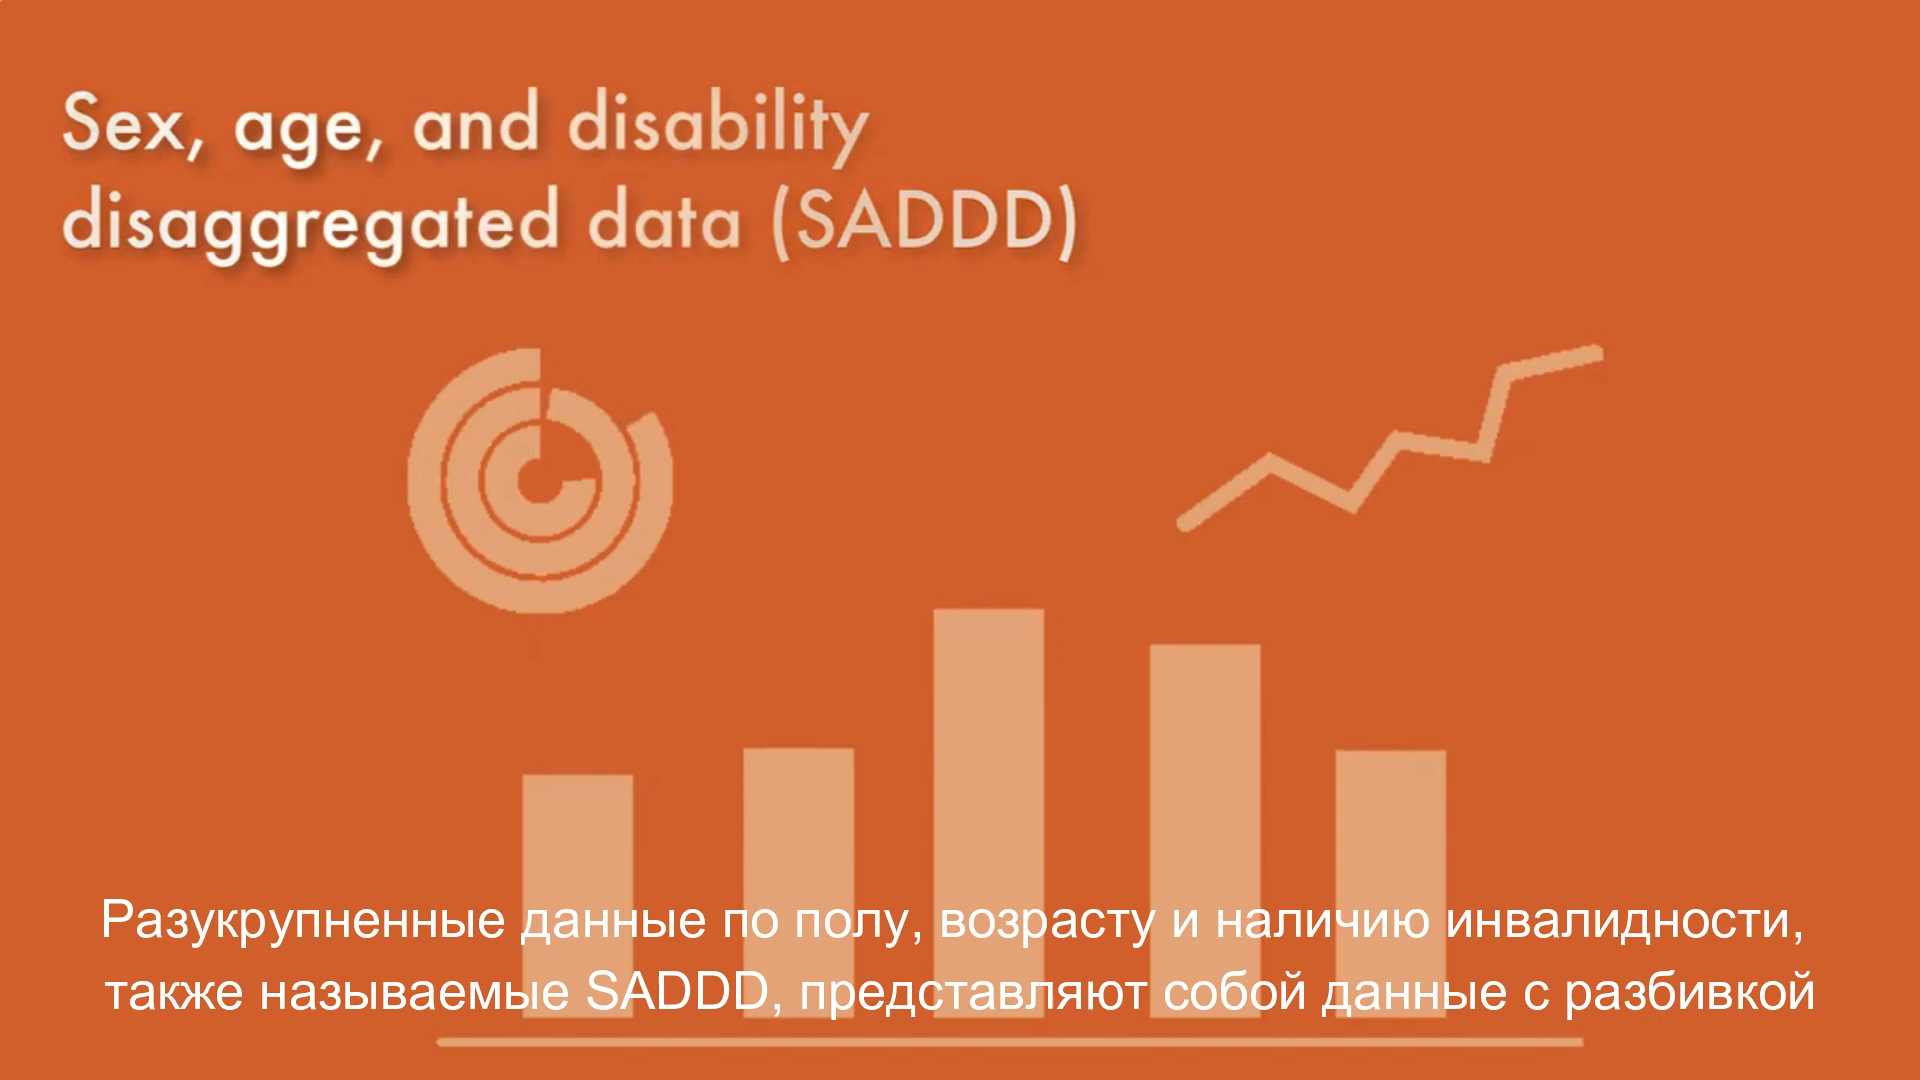 Sex, age, and disability
disaggregated data (SADDD)
Разукрупненные данные по полу, возрасту и наличию инвалидности,
также называемые SADDD, представляют собой данные с разбивкой